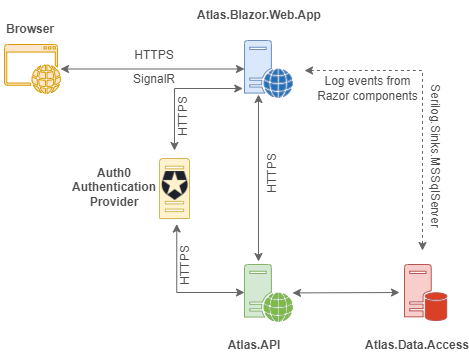 Atlas.Blazor.Web.App
Browser
HTTPS
SignalR
Log events from
Razor components
HTTPS
Serilog.Sinks.MSSqlServer
HTTPS
Auth0
Authentication
Provider
HTTPS
Atlas.API
Atlas.Data.Access